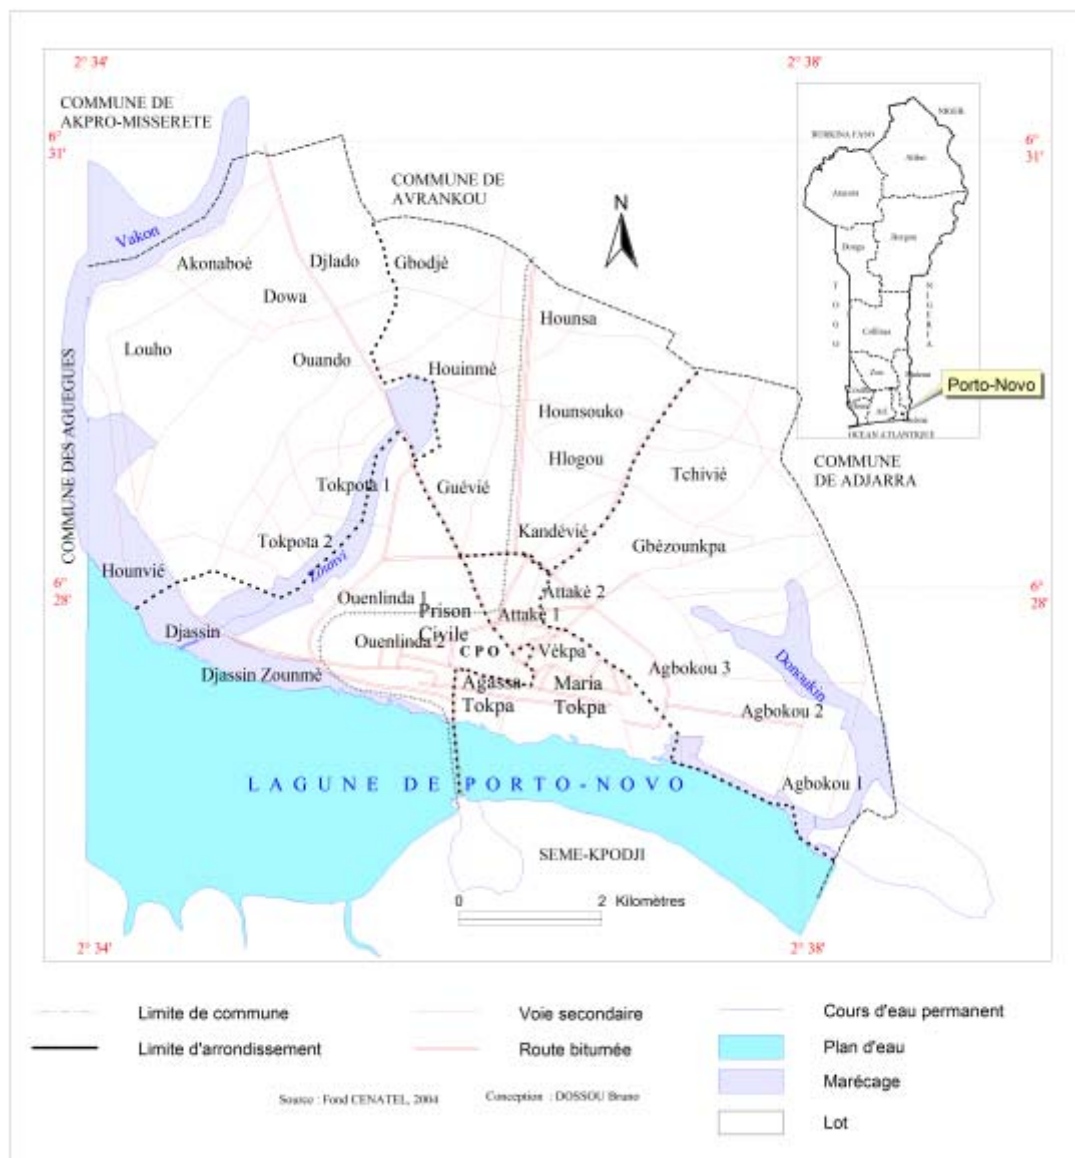 2° 34'
2° 38'
COMMUNE DE
AKPRO-MISSERETE
6°
31'
6°
31'
NIGER
BURKINA FASO
Alibori
Atacora
Borgou
Donga
TOGO
NIGERIA
Collines
Zou
Plateau
OCEAN ATLANTIQUE
Porto-Novo
COMMUNE DE
AVRANKOU
N
Vakon
Akonaboè
Djlado
Gbodjè
Dowa
Hounsa
Louho
Ouando
Houinmè
COMMUNE DES AGUEGUES
Hounsouko
Hlogou
COMMUNE
DE ADJARRA
Tchivié
Tokpota 1
Guévié
Kandévié
Tokpota 2
Gbèzounkpa
Zounvi
Hounvié
6°
28'
6°
28'
Ouenlinda 1
Attakè 2
Prison
Civile
Attakè 1
Djassin
Ouenlinda 2
C P O
Vèkpa
Agbokou 3
Donoukin
Djassin Zounmè
Agassa
Tokpa
Maria
Tokpa
Agbokou 2
Agbokou 1
LAGUNE DE PORTO-NOVO
SEME-KPODJI
0 2 Kilomètres
2° 34'
2° 38'
Limite de commune
Voie secondaire
Cours d'eau permanent
Limite d'arrondissement
Route bitumée
Plan d'eau
Marécage
Lot
Source : Fond CENATEL, 2004
Conception : DOSSOU Bruno